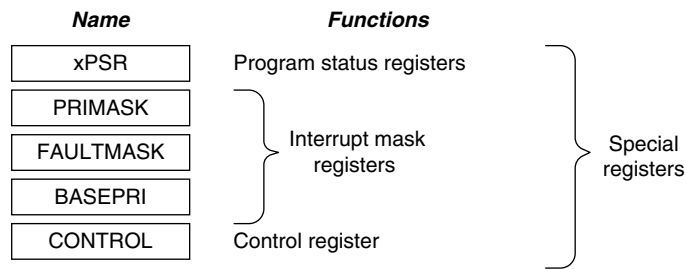 Name Functions
xPSR Program status registers
PRIMASK
FAULTMASK
Interrupt mask
registers
BASEPRI
CONTROL Control register
Special
registers